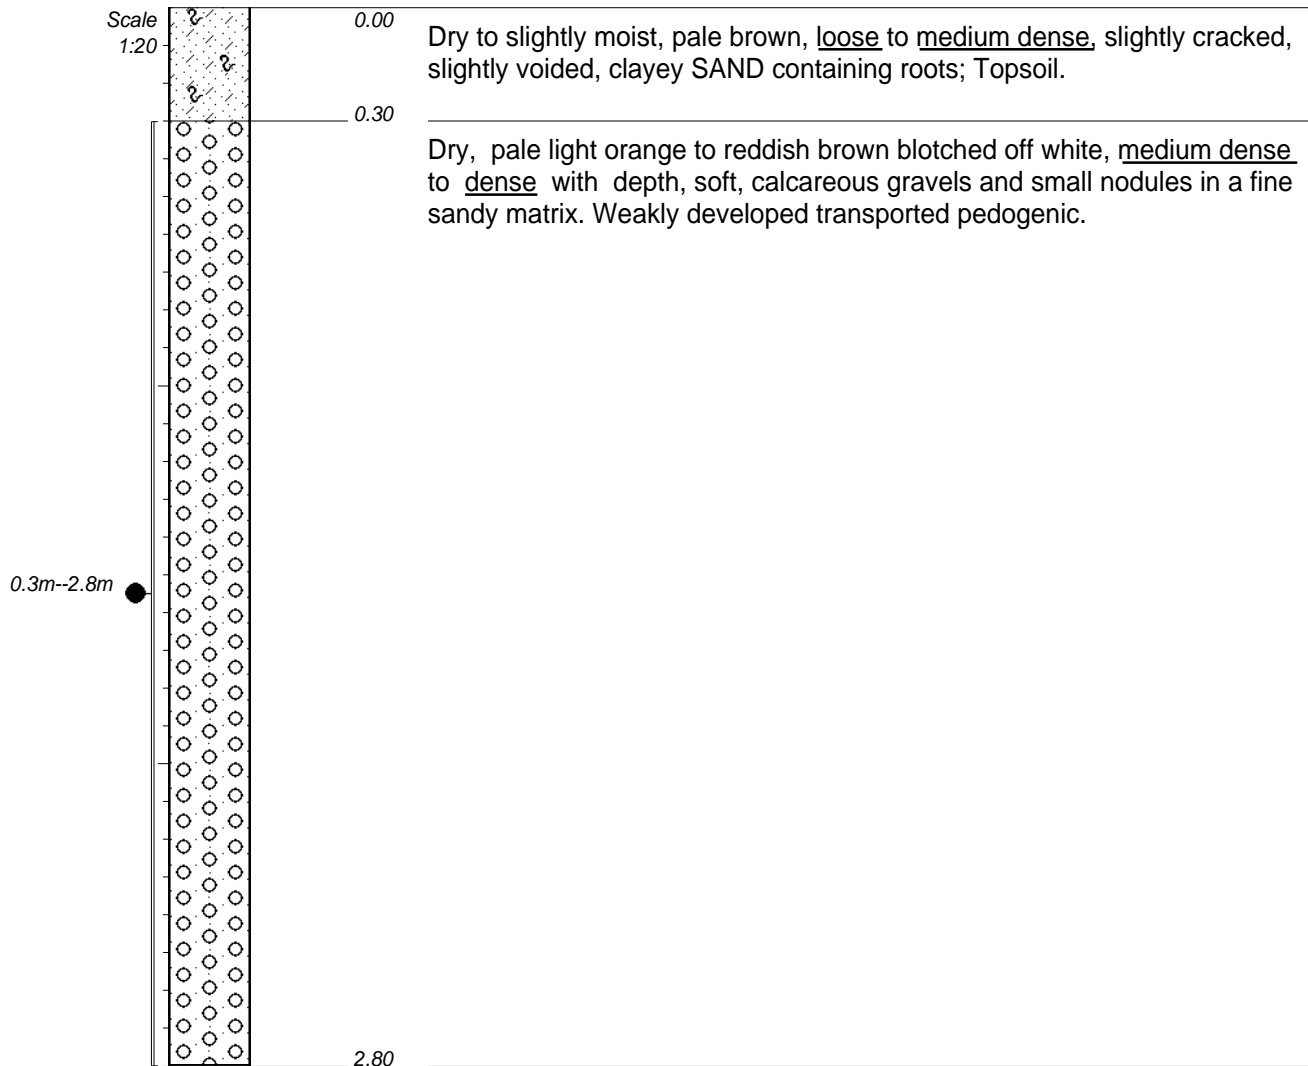 Scale
1:20
0.00
Dry to slightly moist, pale brown, loose to medium dense, slightly cracked,
slightly voided, clayey SAND containing roots; Topsoil.
0.30
Dry, pale light orange to reddish brown blotched off white, medium dense
to dense with depth, soft, calcareous gravels and small nodules in a fine
sandy matrix. Weakly developed transported pedogenic.
0.3m--2.8m
2.80